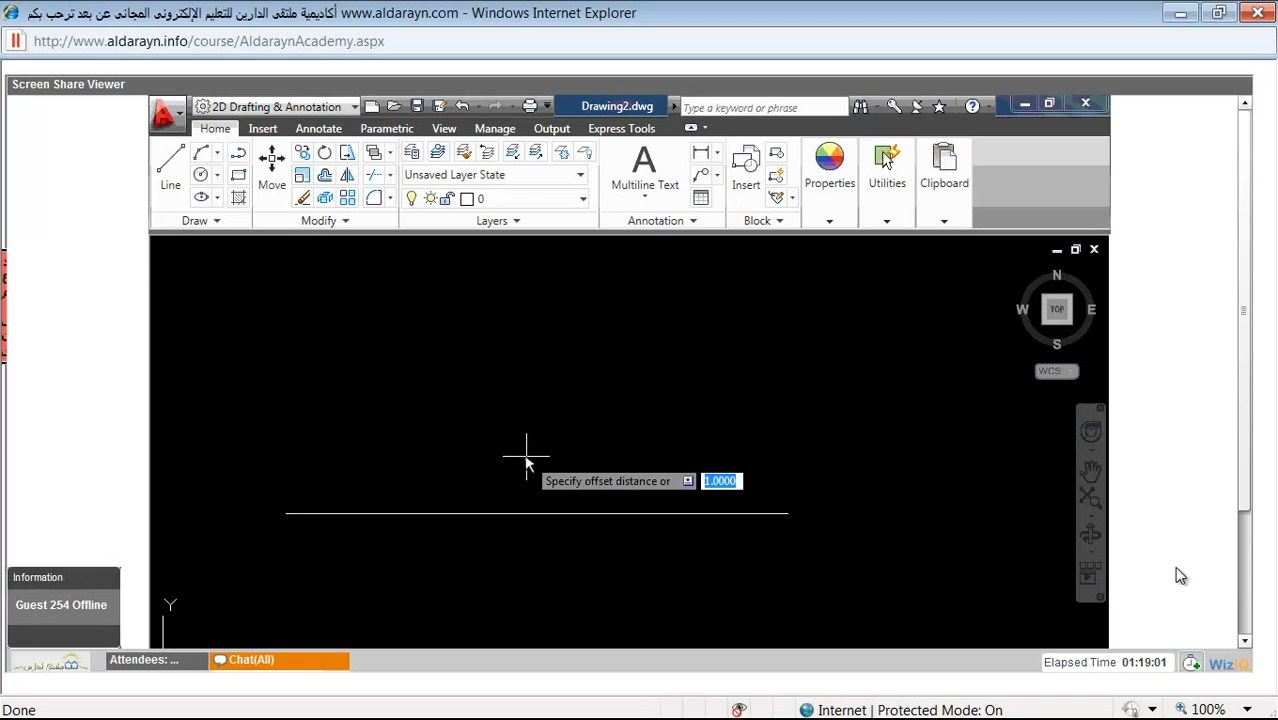 أكاديمية ملتقى الدارين للتعليم الإلكترونى المجانى عن بعد ترحب بكم www.aldarayn.com - Windows Internet Explorer
http://www.aldarayn.info/course/AldaraynAcademy.aspx
Screen Share Viewer
2D Drafting & Annotation
Drawing2.dwg
Type a keyword or phrase
Home Insert Annotate Parametric View Manage Output Express Tools
Line
Move
Unsaved Layer State
0
Multiline Text
Insert
Properties
Utilities
Clipboard
Draw
Modify
Layers
Annotation
Block
N
W
TOP
E
S
WCS
Specify offset distance or 1.0000
Information
Guest 254 Offline
Y
Attendees: ...
Chat(All)
Elapsed Time 01:19:01
WizIQ
Done
Internet | Protected Mode: On
100%